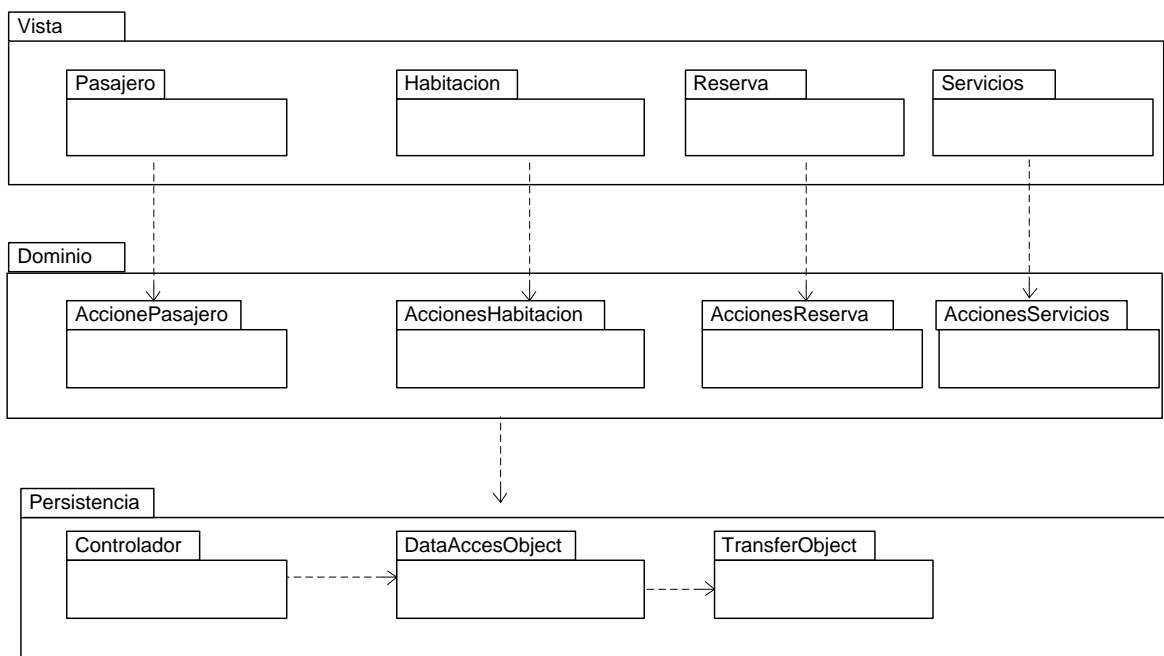 Vista
Pasajero
Habitacion
Reserva
Servicios
Dominio
AccionePasajero
AccionesHabitacion
AccionesReserva
AccionesServicios
Persistencia
Controlador
DataAccesObject
TransferObject